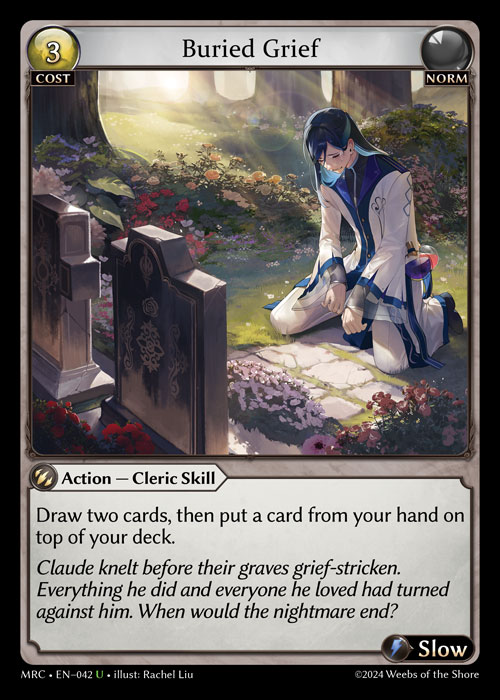 3
Buried Grief
COST
NORM
Action — Cleric Skill
Draw two cards, then put a card from your hand on
top of your deck.
Claude knelt before their graves grief-stricken.
Everything he did and everyone he loved had turned
against him. When would the nightmare end?
Slow
MRC • EN–042 U • illust: Rachel Liu
©2024 Weebs of the Shore